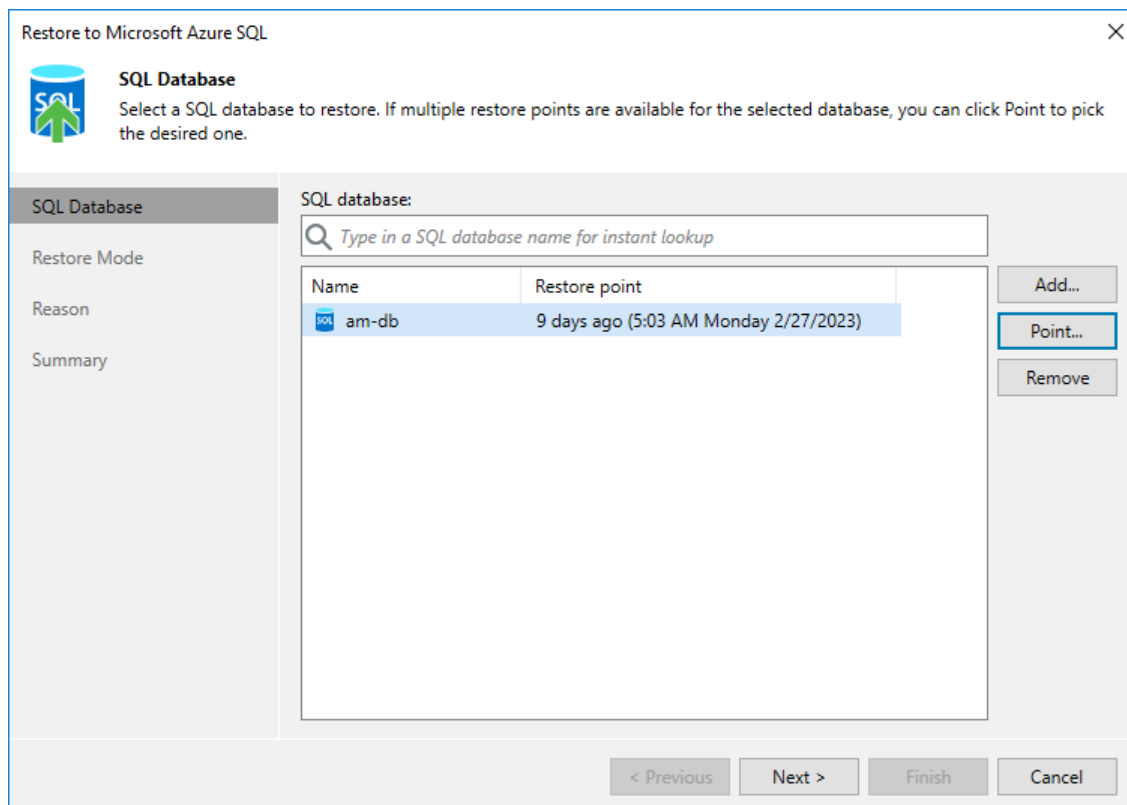 Restore to Microsoft Azure SQL
SQL
SQL Database
Select a SQL database to restore. If multiple restore points are available for the selected database, you can click Point to pick
the desired one.
SQL Database
Restore Mode
Reason
Summary
SQL database:
Type in a SQL database name for instant lookup
Name Restore point
SQL am-db 9 days ago (5:03 AM Monday 2/27/2023)
Add...
Point...
Remove
< Previous Next > Finish Cancel